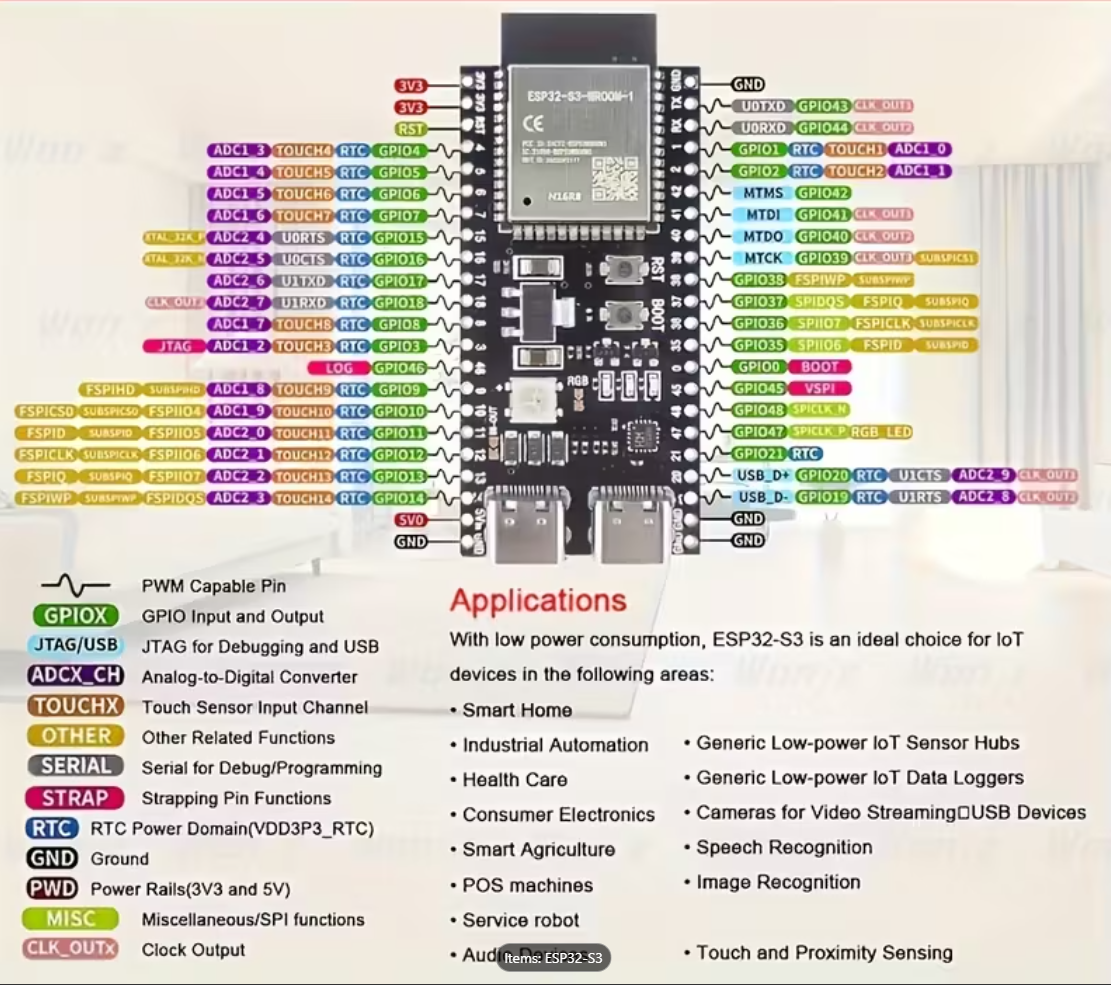 3V3
3V3
RST
ADC1_3 TOUCH4 RTC GPIO4
ADC1_4 TOUCH5 RTC GPIO5
ADC1_5 TOUCH6 RTC GPIO6
ADC1_6 TOUCH7 RTC GPIO7
XTAL_32K_P ADC2_4 U0RTS RTC GPIO15
XTAL_32K_N ADC2_5 U0CTS RTC GPIO16
ADC2_6 U1TXD RTC GPIO17
ADC2_7 U1RXD RTC GPIO18
ADC1_7 TOUCH8 RTC GPIO8
JTAG ADC1_2 TOUCH3 RTC GPIO3
LOG GPIO46
FSPIHD SUBSPIHD ADC1_8 TOUCH9 RTC GPIO9
FSPICS0 SUBSPICS0 FSPIIO4 ADC1_9 TOUCH10 RTC GPIO10
FSPID SUBSPID FSPIIO5 ADC2_0 TOUCH11 RTC GPIO11
FSPICLK SUBSPICLK FSPIIO6 ADC2_1 TOUCH12 RTC GPIO12
FSPIQ SUBSPIQ FSPIIO7 ADC2_2 TOUCH13 RTC GPIO13
FSPIWP SUBSPIWP FSPIDQS ADC2_3 TOUCH14 RTC GPIO14
5V0
GND
ESP32-S3-WROOM-1
CE
N16R8
RST
BOOT
RGB
GND
U0TXD GPIO43 CLK_OUT1
U0RXD GPIO44 CLK_OUT2
GPIO1 RTC TOUCH1 ADC1_0
GPIO2 RTC TOUCH2 ADC1_1
MTMS GPIO42
MTDI GPIO41 CLK_OUT1
MTDO GPIO40 CLK_OUT2
MTCK GPIO39 CLK_OUT3 SUBSPICS1
GPIO38 FSPIWP SUBSPIWP
GPIO37 SPIDQS FSPIQ SUBSPIQ
GPIO36 SPIIO7 FSPICLK SUBSPICLK
GPIO35 SPIIO6 FSPID SUBSPID
GPIO0 BOOT
GPIO45 VSPI
GPIO48 SPICLK_N
GPIO47 SPICLK_P RGB_LED
GPIO21 RTC
USB_D+ GPIO20 RTC U1CTS ADC2_9 CLK_OUT1
USB_D- GPIO19 RTC U1RTS ADC2_8 CLK_OUT2
GND
GND
PWM Capable Pin
GPIOX GPIO Input and Output
JTAG/USB JTAG for Debugging and USB
ADCX_CH Analog-to-Digital Converter
TOUCHX Touch Sensor Input Channel
OTHER Other Related Functions
SERIAL Serial for Debug/Programming
STRAP Strapping Pin Functions
RTC RTC Power Domain(VDD3P3_RTC)
GND Ground
PWD Power Rails(3V3 and 5V)
MISC Miscellaneous/SPI functions
CLK_OUTx Clock Output
Applications
With low power consumption, ESP32-S3 is an ideal choice for IoT
devices in the following areas:
• Smart Home
• Industrial Automation
• Health Care
• Consumer Electronics
• Smart Agriculture
• POS machines
• Service robot
• Audio Devices
• Generic Low-power IoT Sensor Hubs
• Generic Low-power IoT Data Loggers
• Cameras for Video Streaming□USB Devices
• Speech Recognition
• Image Recognition
• Touch and Proximity Sensing
Items: ESP32-S3